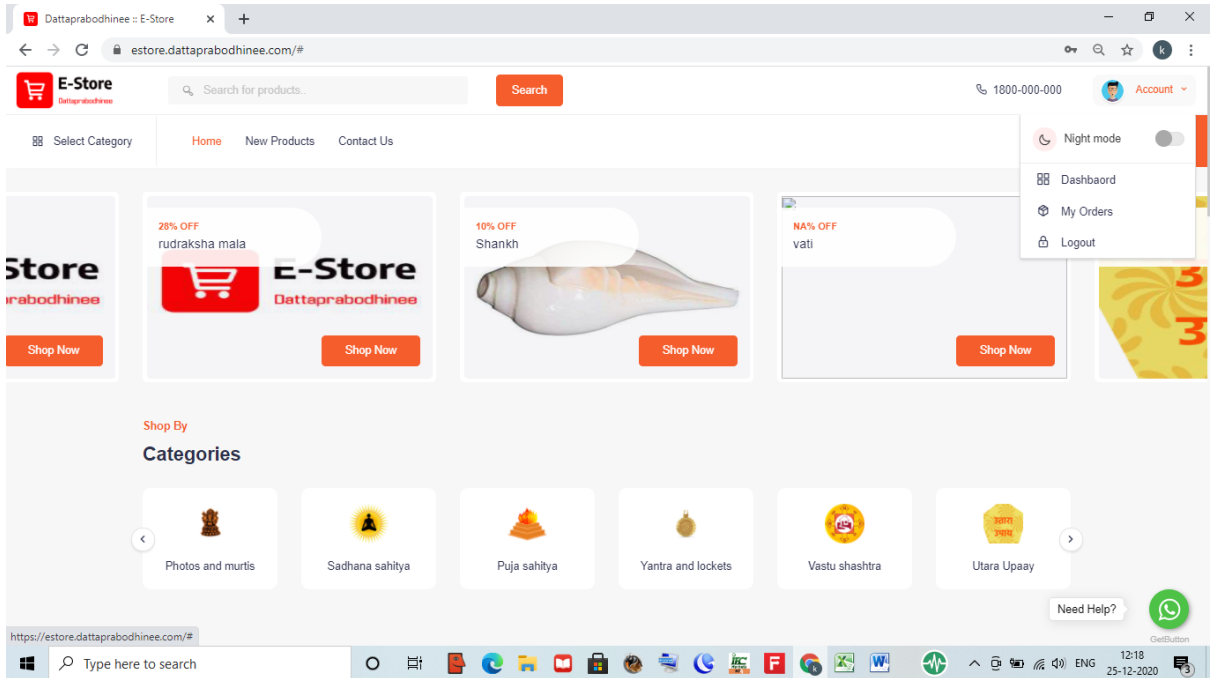 Dattaprabodhinee :: E-Store
estore.dattaprabodhinee.com/#
k
E-Store
Dattaprabodhinee
Search for products..
Search
1800-000-000
Account
Select Category
Home
New Products
Contact Us
Night mode
Dashbaord
My Orders
Logout
Store
rabodhinee
Shop Now
28% OFF
rudraksha mala
E-Store
Dattaprabodhinee
Shop Now
10% OFF
Shankh
Shop Now
NA% OFF
vati
Shop Now
Shop By
Categories
Photos and murtis
Sadhana sahitya
Puja sahitya
Yantra and lockets
Vastu shashtra
उतारा
उपाय
Utara Upaay
Need Help?
GetButton
https://estore.dattaprabodhinee.com/#
Type here to search
ENG
12:18
25-12-2020
3